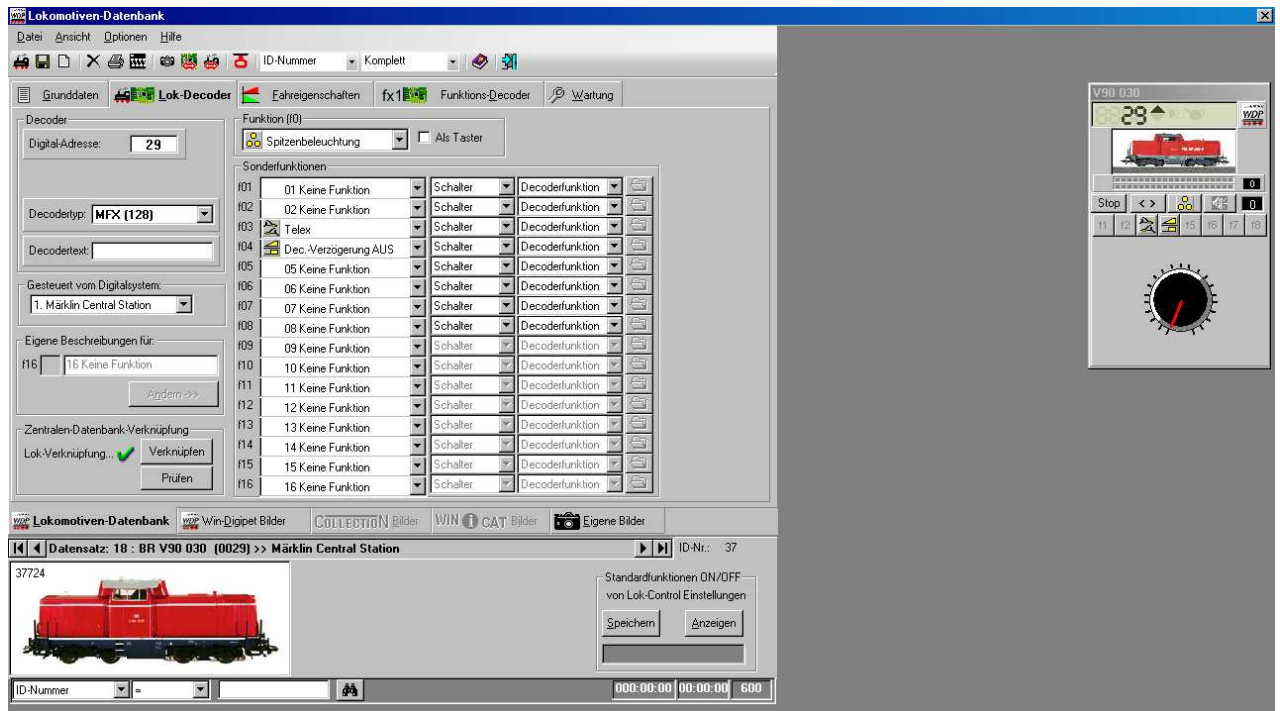 WDP Lokomotiven-Datenbank
Datei Ansicht Optionen Hilfe
ID-Nummer Komplett
Grunddaten Lok-Decoder Fahreigenschaften fx1 Funktions-Decoder Wartung
Decoder
Digital-Adresse: 29
Decodertyp: MFX (128)
Decodertext:
Gesteuert vom Digitalsystem:
1. Märklin Central Station
Eigene Beschreibungen für:
f16 16 Keine Funktion
Ändern ->>
Zentralen-Datenbank-Verknüpfung
Lok-Verknüpfung... Verknüpfen
Prüfen
Funktion (f0)
Spitzenbeleuchtung Als Taster
Sonderfunktionen
f01 01 Keine Funktion Schalter Decoderfunktion
f02 02 Keine Funktion Schalter Decoderfunktion
f03 Telex Schalter Decoderfunktion
f04 Dec.-Verzögerung AUS Schalter Decoderfunktion
f05 05 Keine Funktion Schalter Decoderfunktion
f06 06 Keine Funktion Schalter Decoderfunktion
f07 07 Keine Funktion Schalter Decoderfunktion
f08 08 Keine Funktion Schalter Decoderfunktion
f09 09 Keine Funktion Schalter Decoderfunktion
f10 10 Keine Funktion Schalter Decoderfunktion
f11 11 Keine Funktion Schalter Decoderfunktion
f12 12 Keine Funktion Schalter Decoderfunktion
f13 13 Keine Funktion Schalter Decoderfunktion
f14 14 Keine Funktion Schalter Decoderfunktion
f15 15 Keine Funktion Schalter Decoderfunktion
f16 16 Keine Funktion Schalter Decoderfunktion
WDP Lokomotiven-Datenbank WDP Win-Digipet Bilder COLLECTION Bilder WIN CAT Bilder Eigene Bilder
Datensatz: 18 : BR V90 030 (0029) >> Märklin Central Station ID-Nr.: 37
37724
Standardfunktionen ON/OFF
von Lok-Control Einstellungen
Speichern Anzeigen
ID-Nummer = 000:00:00 00:00:00 600
V90 030
29 WDP
0
Stop < > 0
f1 f2 f5 f6 f7 f8